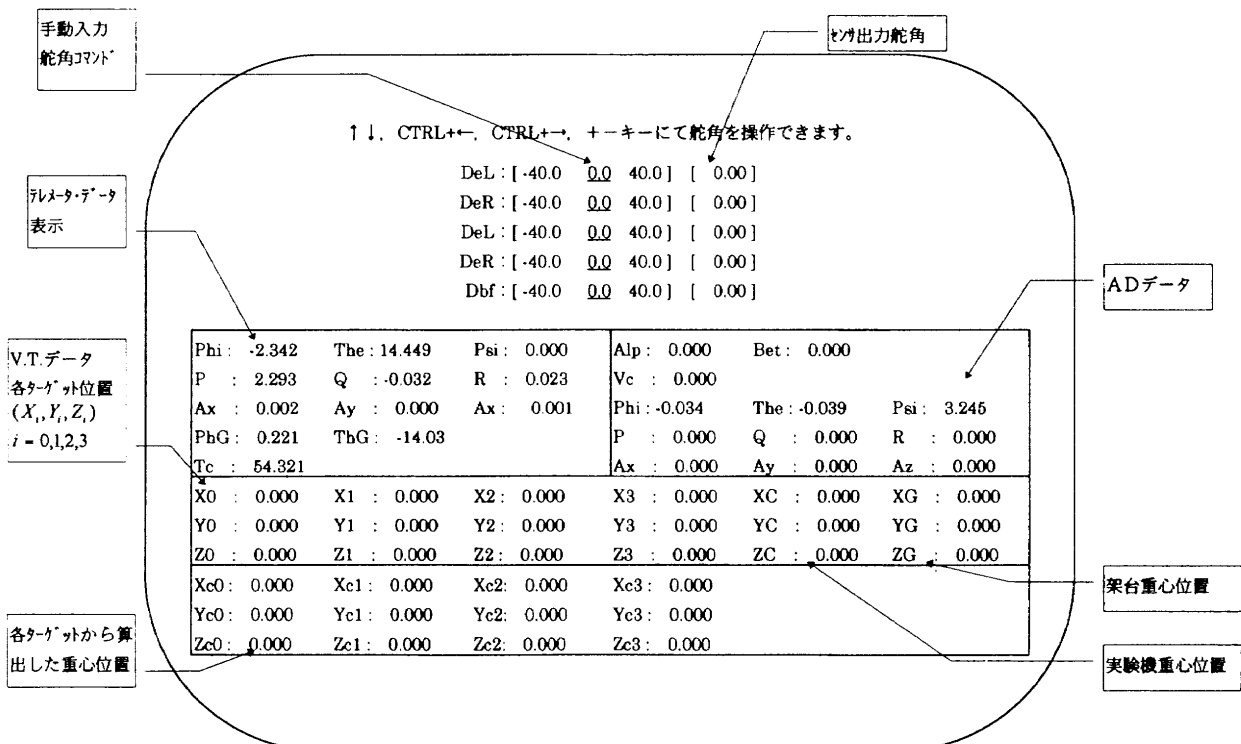 手動入力
舵角コマンド
センサ出力舵角
↑↓, CTRL+←, CTRL+→, +-キーにて舵角を操作できます。
DeL : [ -40.0 0.0 40.0 ] [ 0.00 ]
DeR : [ -40.0 0.0 40.0 ] [ 0.00 ]
DeL : [ -40.0 0.0 40.0 ] [ 0.00 ]
DeR : [ -40.0 0.0 40.0 ] [ 0.00 ]
Dbf : [ -40.0 0.0 40.0 ] [ 0.00 ]
テレメータ・データ
表示
ADデータ
V.T.データ
各ターゲット位置
(Xi, Yi, Zi)
i = 0,1,2,3
Phi : -2.342 The : 14.449 Psi : 0.000 Alp : 0.000 Bet : 0.000
P : 2.293 Q : -0.032 R : 0.023 Vc : 0.000
Ax : 0.002 Ay : 0.000 Ax : 0.001 Phi : -0.034 The : -0.039 Psi : 3.245
PhG : 0.221 ThG : -14.03 P : 0.000 Q : 0.000 R : 0.000
Tc : 54.321 Ax : 0.000 Ay : 0.000 Az : 0.000
X0 : 0.000 X1 : 0.000 X2 : 0.000 X3 : 0.000 XC : 0.000 XG : 0.000
Y0 : 0.000 Y1 : 0.000 Y2 : 0.000 Y3 : 0.000 YC : 0.000 YG : 0.000
Z0 : 0.000 Z1 : 0.000 Z2 : 0.000 Z3 : 0.000 ZC : 0.000 ZG : 0.000
Xc0 : 0.000 Xc1 : 0.000 Xc2 : 0.000 Xc3 : 0.000
Yc0 : 0.000 Yc1 : 0.000 Yc2 : 0.000 Yc3 : 0.000
Zc0 : 0.000 Zc1 : 0.000 Zc2 : 0.000 Zc3 : 0.000
架台重心位置
各ターゲットから算
出した重心位置
実験機重心位置